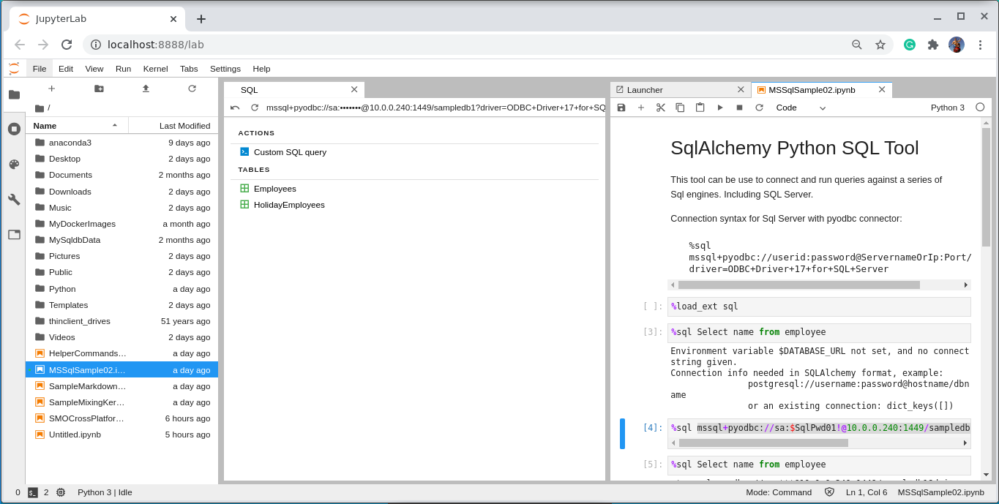 JupyterLab
localhost:8888/lab
File Edit View Run Kernel Tabs Settings Help
/
Name Last Modified
anaconda3 9 days ago
Desktop 2 days ago
Documents 2 months ago
Downloads 2 days ago
Music 2 days ago
MyDockerImages a month ago
MySqldbData 2 months ago
Pictures 2 days ago
Public 2 days ago
Python a day ago
Templates 2 days ago
thinclient_drives 51 years ago
Videos 2 days ago
HelperCommands… a day ago
MSSqlSample02.i… a day ago
SampleMarkdown… a day ago
SampleMixingKer… a day ago
SMOCrossPlatfor… 6 hours ago
Untitled.ipynb 5 hours ago
SQL
mssql+pyodbc://sa:•••••••@10.0.0.240:1449/sampledb1?driver=ODBC+Driver+17+for+SQ
ACTIONS
Custom SQL query
TABLES
Employees
HolidayEmployees
Launcher MSSqlSample02.ipynb
Code Python 3
SqlAlchemy Python SQL Tool
This tool can be use to connect and run queries against a series of
Sql engines. Including SQL Server.
Connection syntax for Sql Server with pyodbc connector:
%sql
mssql+pyodbc://userid:password@ServernameOrIp:Port/
driver=ODBC+Driver+17+for+SQL+Server
[ ]: %load_ext sql
[3]: %sql Select name from employee
Environment variable $DATABASE_URL not set, and no connect
string given.
Connection info needed in SQLAlchemy format, example:
postgresql://username:password@hostname/dbn
ame
or an existing connection: dict_keys([])
[4]: %sql mssql+pyodbc://sa:$SqlPwd01!@10.0.0.240:1449/sampledb
[5]: %sql Select name from employee
0 2 Python 3 | Idle Mode: Command Ln 1, Col 6 MSSqlSample02.ipynb